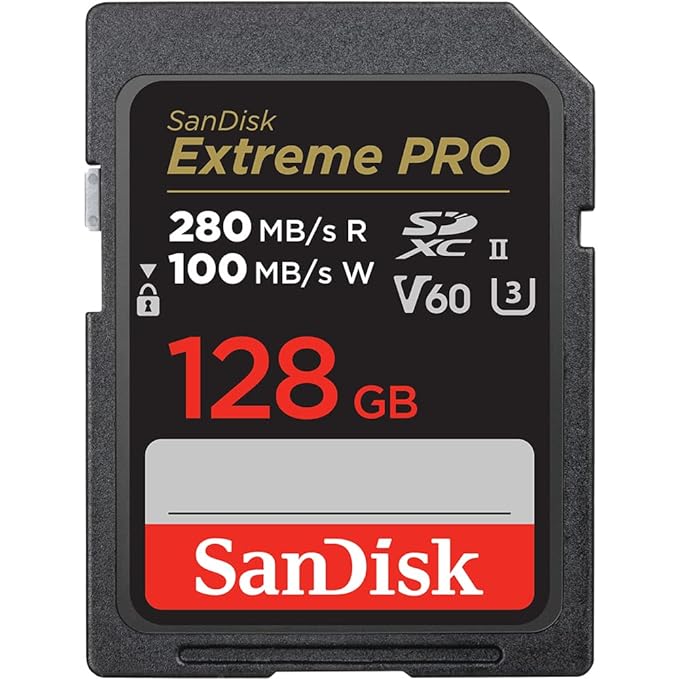 SanDisk
Extreme PRO
280 MB/s R
SD XC II
100 MB/s W
V60 U3
128 GB
SanDisk